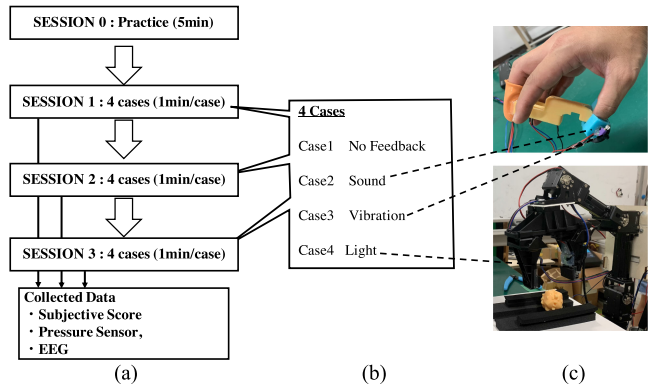 SESSION 0 : Practice (5min)
SESSION 1 : 4 cases (1min/case)
SESSION 2 : 4 cases (1min/case)
SESSION 3 : 4 cases (1min/case)
Collected Data
・Subjective Score
・Pressure Sensor,
・EEG
(a)
4 Cases
Case1 No Feedback
Case2 Sound
Case3 Vibration
Case4 Light
(b)
(c)